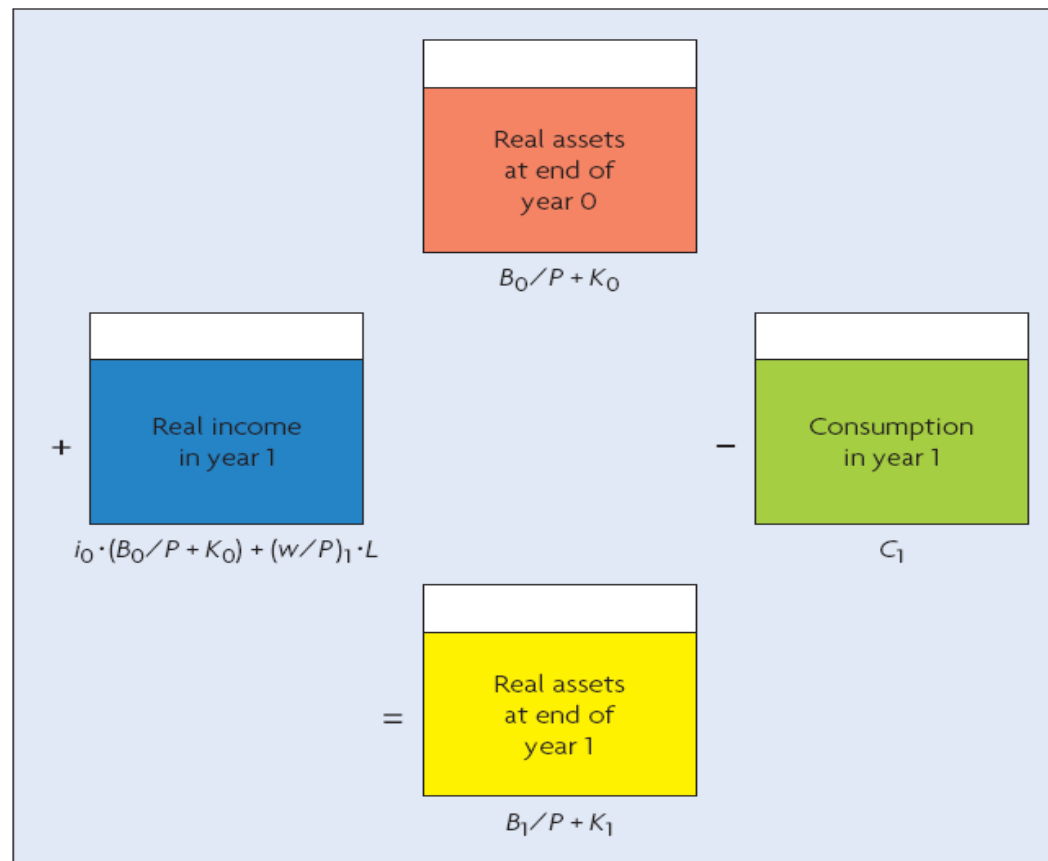 Real assets
at end of
year 0
B₀/P + K₀
+
Real income
in year 1
i₀·(B₀/P + K₀) + (w/P)₁·L
−
Consumption
in year 1
C₁
=
Real assets
at end of
year 1
B₁/P + K₁